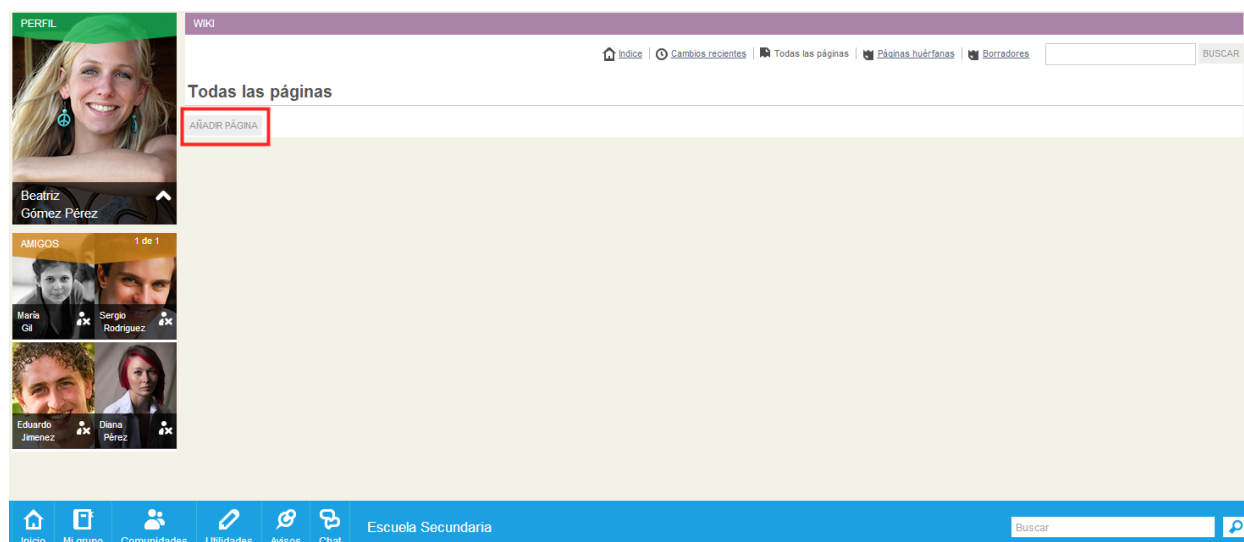 PERFIL
WIKI
Indice Cambios recientes Todas las páginas Páginas huérfanas Borradores BUSCAR
Todas las páginas
AÑADIR PÁGINA
Beatriz
Gómez Pérez
AMIGOS 1 de 1
María
Gil
Sergio
Rodriguez
Eduardo
Jimenez
Diana
Pérez
Inicio Mi grupo Comunidades Utilidades Avisos Chat Escuela Secundaria Buscar